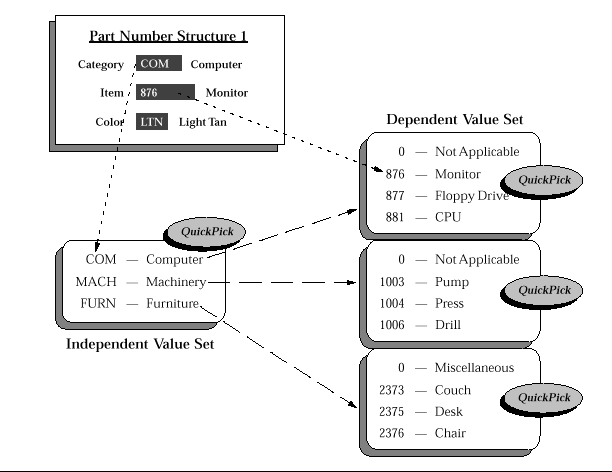 Part Number Structure 1
Category COM Computer
Item 876 Monitor
Color LTN Light Tan
Dependent Value Set
0 — Not Applicable
876 — Monitor
877 — Floppy Drive
881 — CPU
QuickPick
QuickPick
COM — Computer
MACH — Machinery
FURN — Furniture
Independent Value Set
0 — Not Applicable
1003 — Pump
1004 — Press
1006 — Drill
QuickPick
0 — Miscellaneous
2373 — Couch
2375 — Desk
2376 — Chair
QuickPick